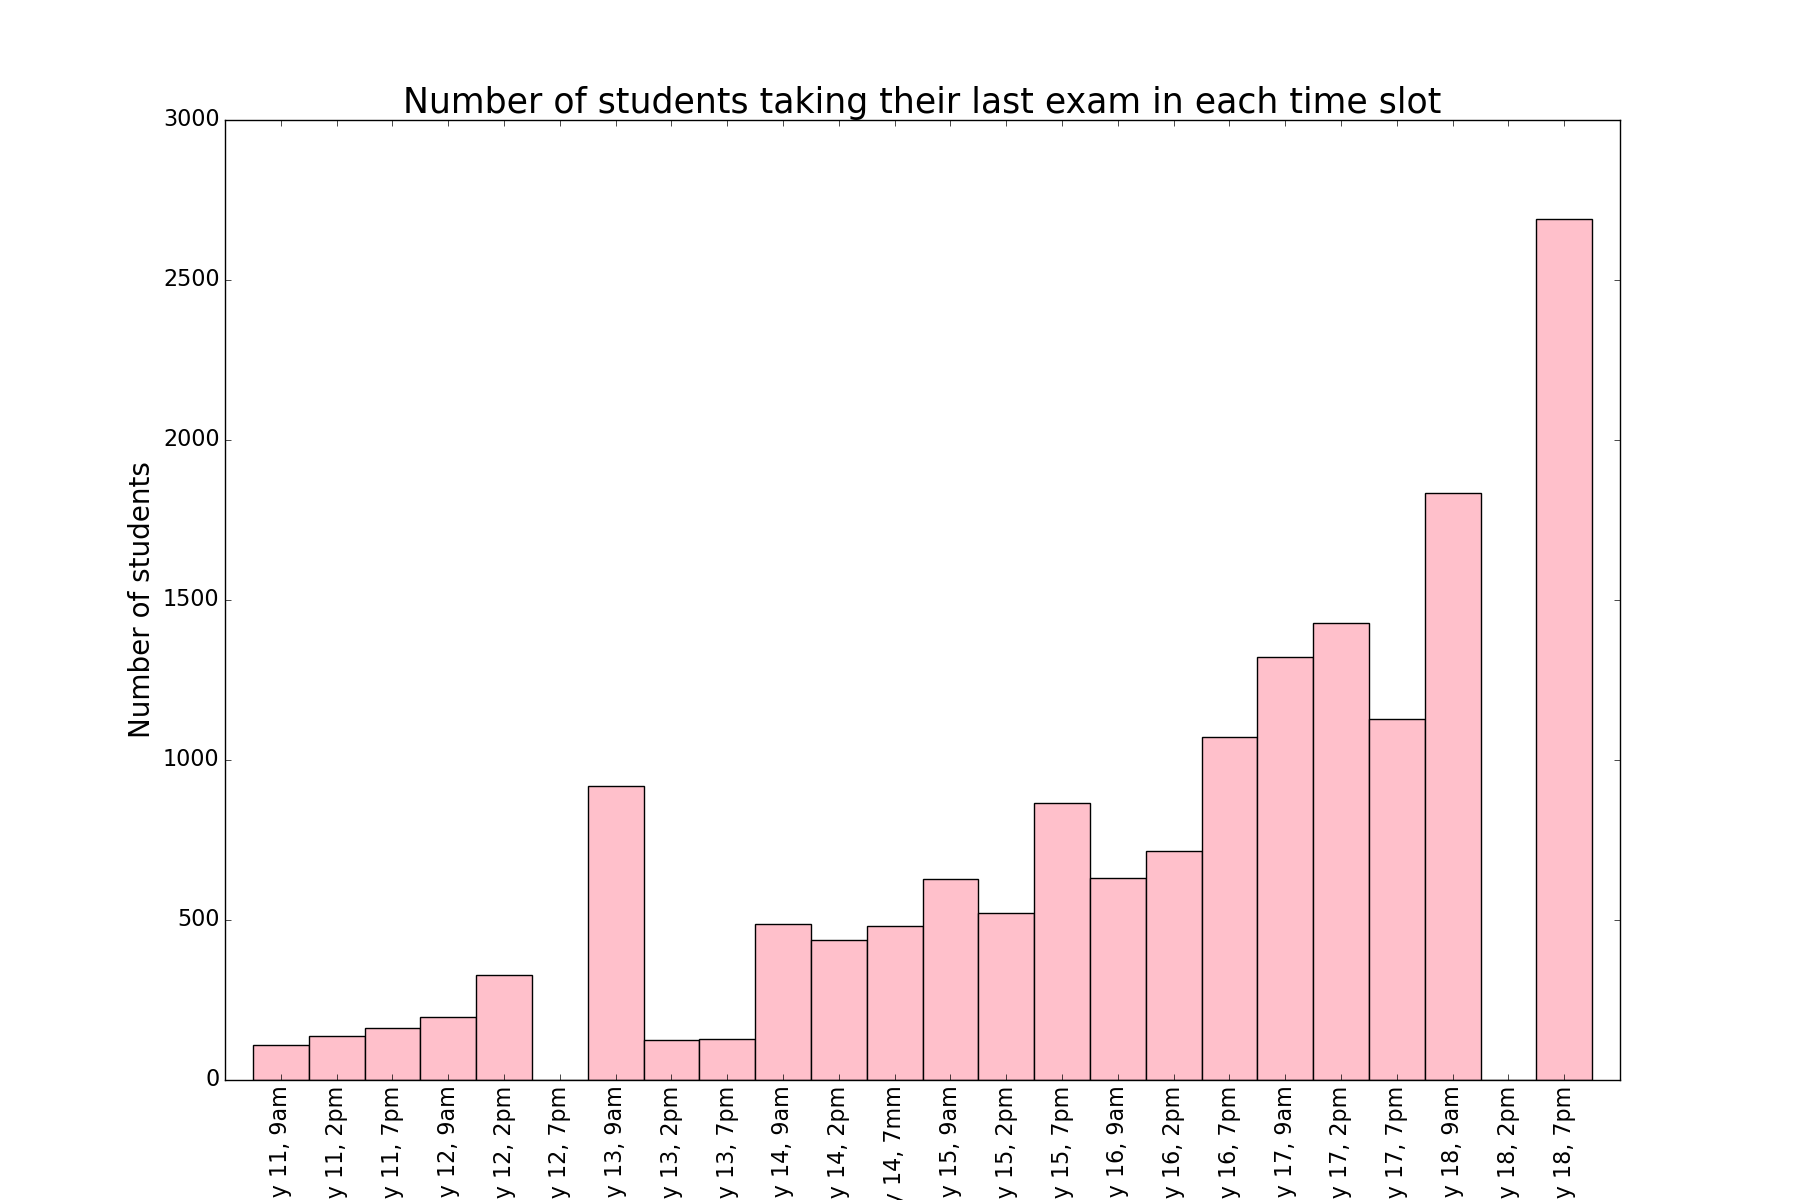 Number of students taking their last exam in each time slot
3000
2500
2000
1500
1000
500
0
Number of students
y 11, 9am
y 11, 2pm
y 11, 7pm
y 12, 9am
y 12, 2pm
y 12, 7pm
y 13, 9am
y 13, 2pm
y 13, 7pm
y 14, 9am
y 14, 2pm
y 14, 7mm
y 15, 9am
y 15, 2pm
y 15, 7pm
y 16, 9am
y 16, 2pm
y 16, 7pm
y 17, 9am
y 17, 2pm
y 17, 7pm
y 18, 9am
y 18, 2pm
y 18, 7pm